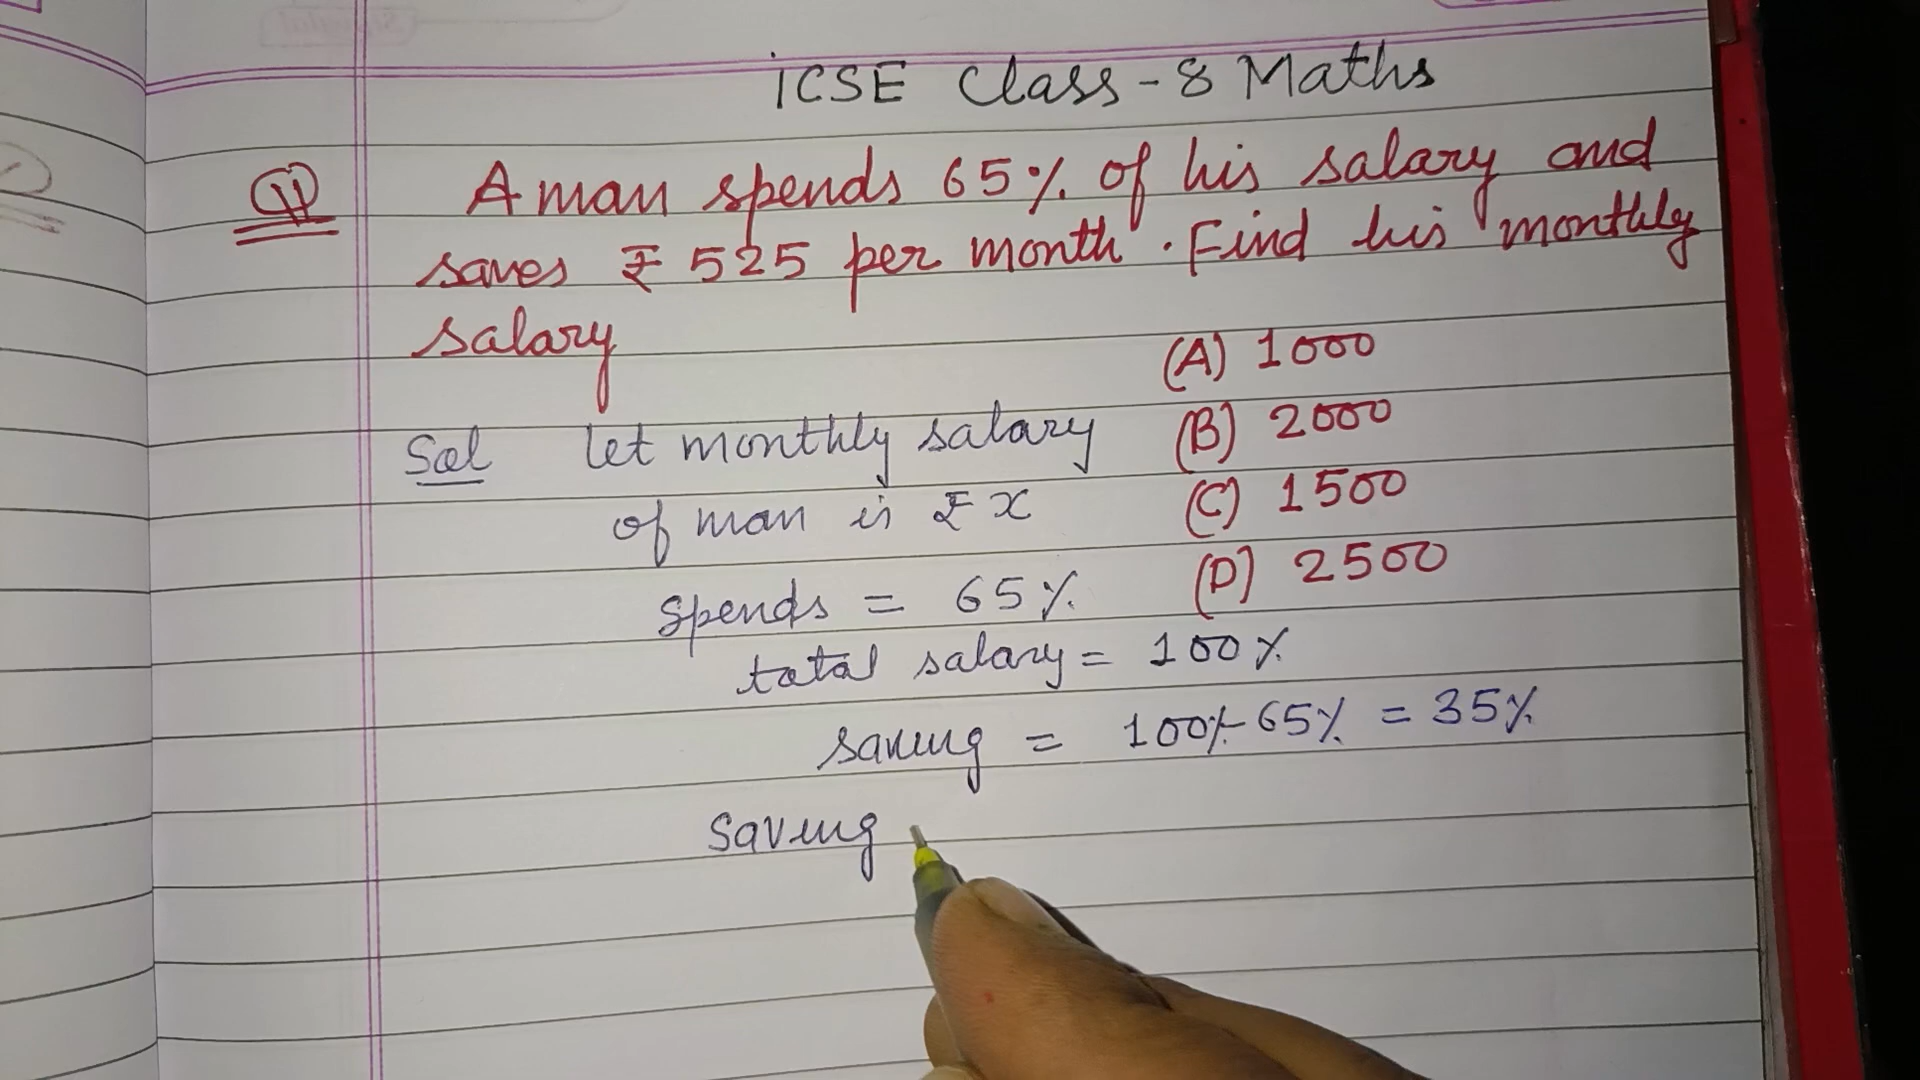 ICSE Class-8 Maths
Q1 A man spends 65% of his salary and
saves ₹ 525 per month. Find his monthly
salary
(A) 1000
(B) 2000
(C) 1500
(D) 2500
Sol let monthly salary
of man is ₹ x
spends = 65%
total salary = 100%
saving = 100%-65% = 35%
saving